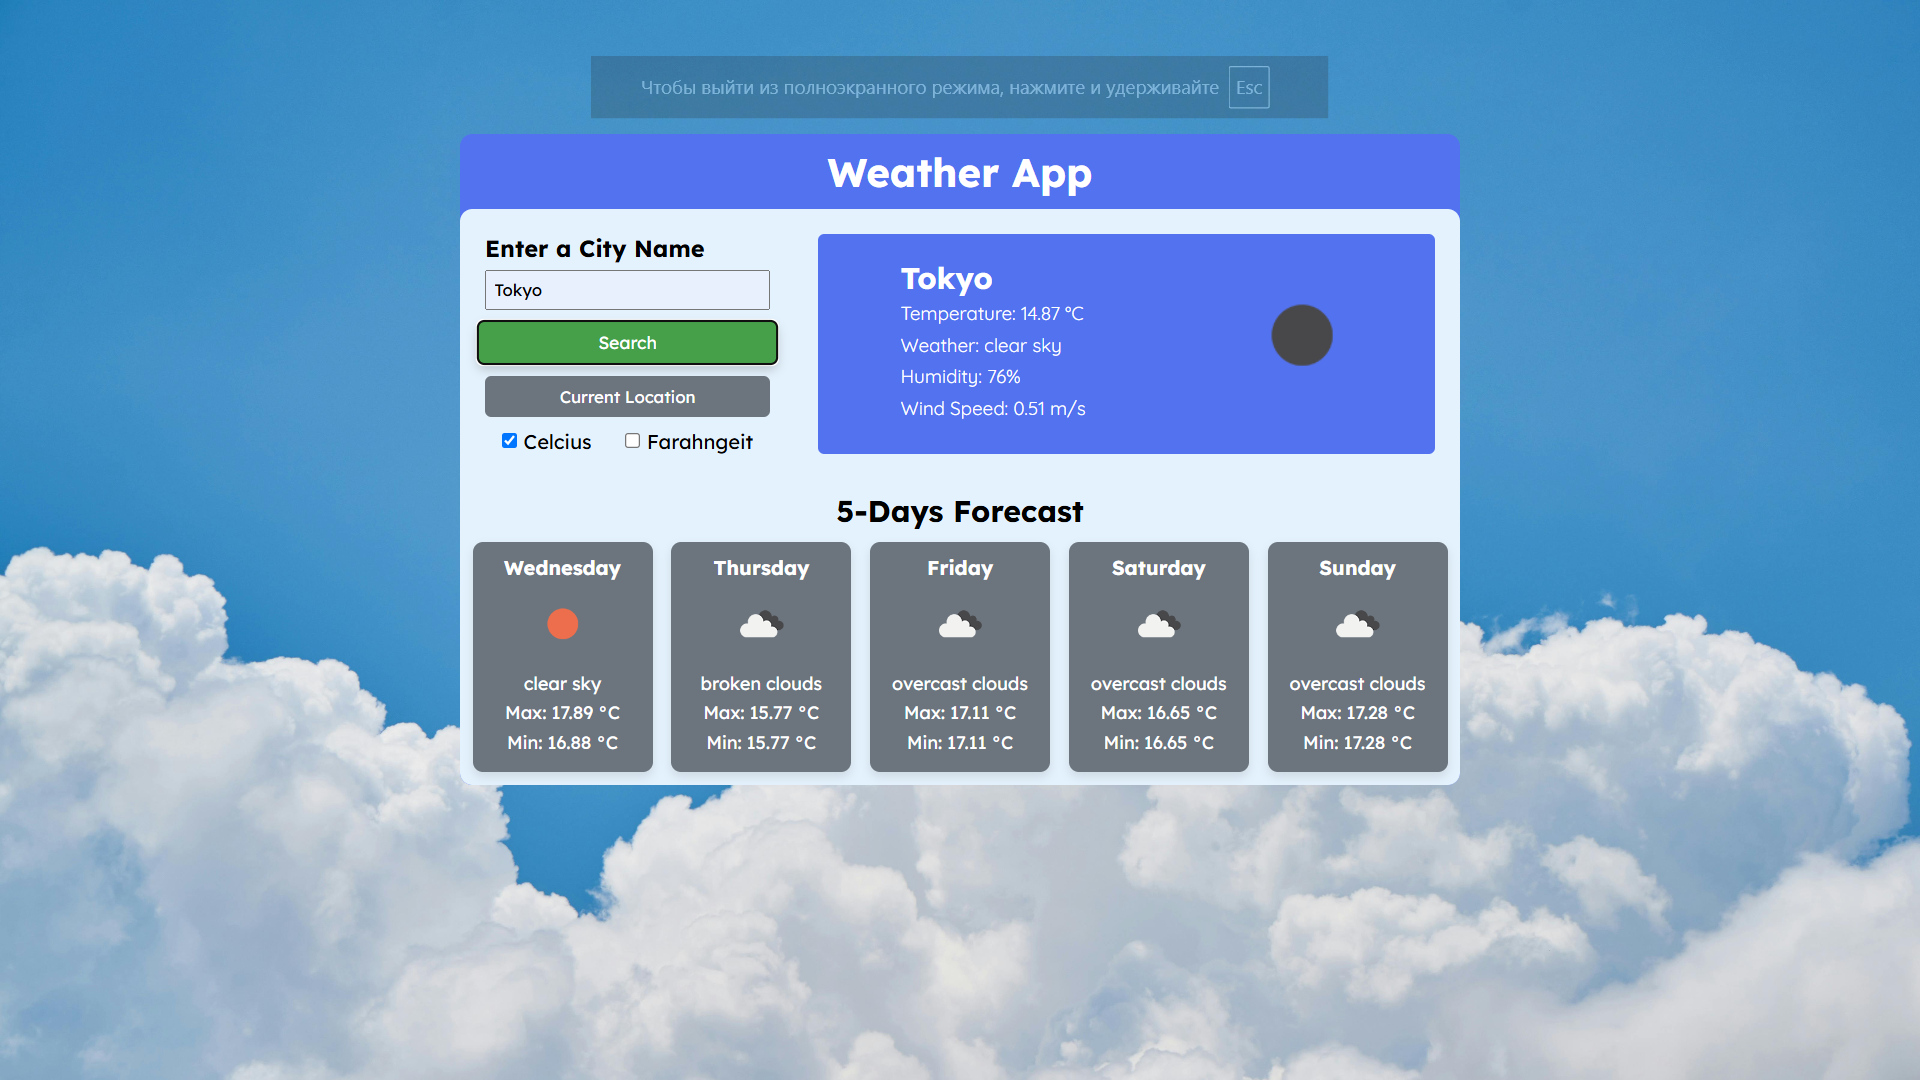 Чтобы выйти из полноэкранного режима, нажмите и удерживайте Esc
Weather App
Enter a City Name
Tokyo
Search
Current Location
Celcius Farahngeit
Tokyo
Temperature: 14.87 °C
Weather: clear sky
Humidity: 76%
Wind Speed: 0.51 m/s
5-Days Forecast
Wednesday
clear sky
Max: 17.89 °C
Min: 16.88 °C
Thursday
broken clouds
Max: 15.77 °C
Min: 15.77 °C
Friday
overcast clouds
Max: 17.11 °C
Min: 17.11 °C
Saturday
overcast clouds
Max: 16.65 °C
Min: 16.65 °C
Sunday
overcast clouds
Max: 17.28 °C
Min: 17.28 °C